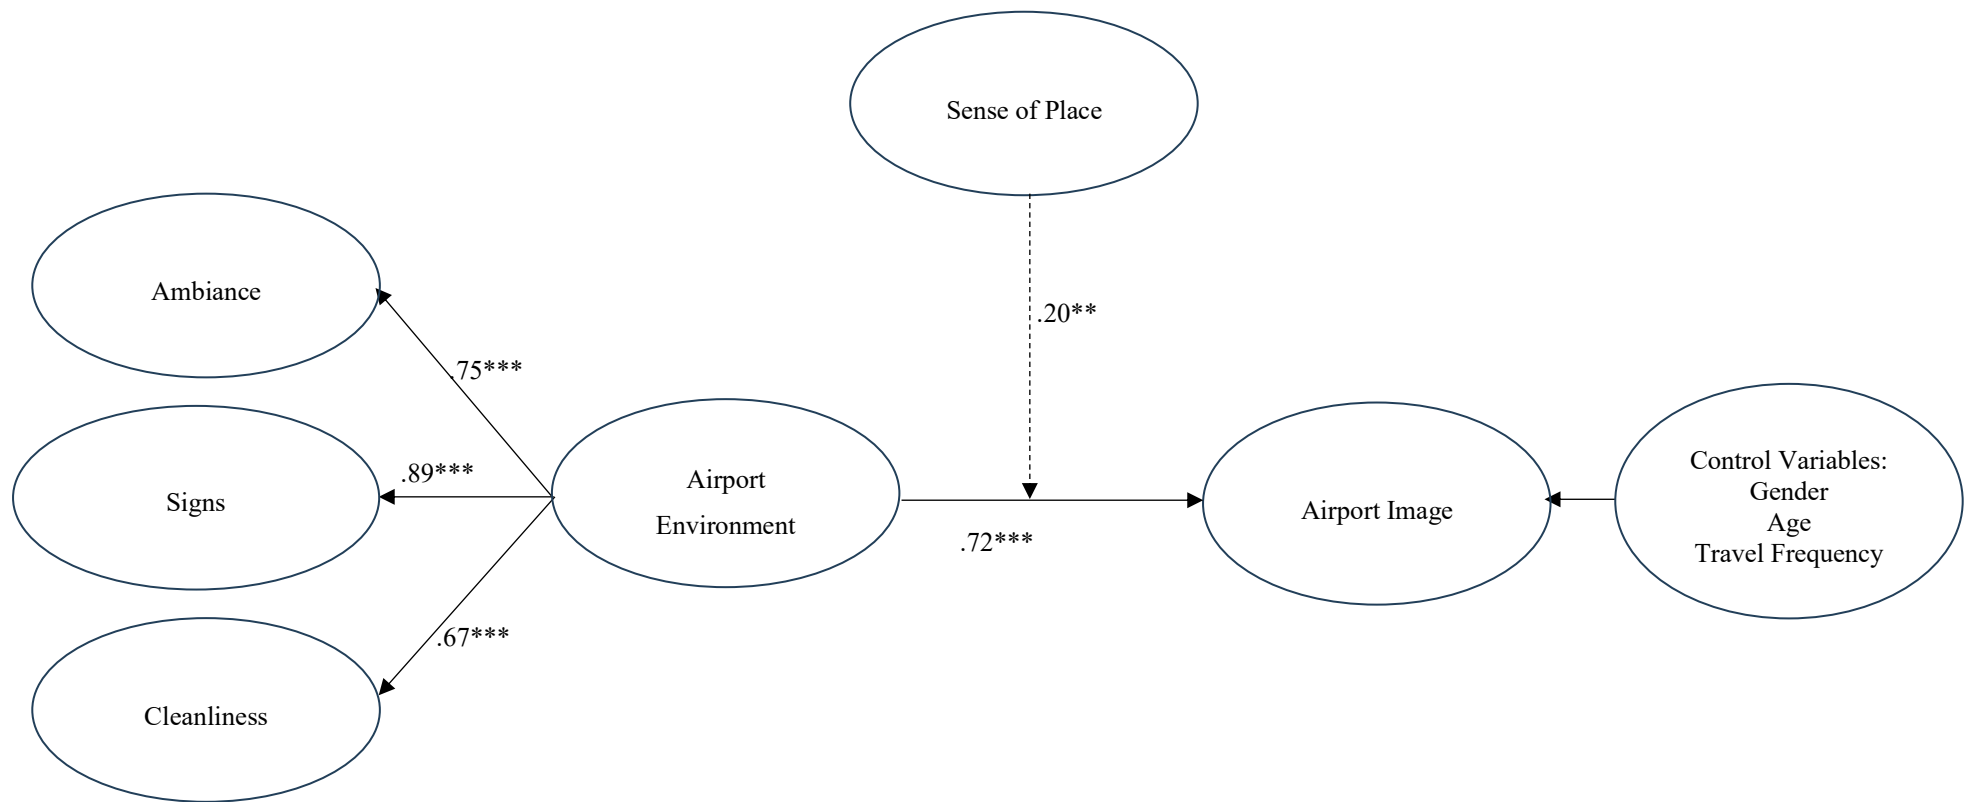 Sense of Place
Ambiance
.20**
.75***
.89***
Signs
Airport
Environment
.72***
Airport Image
Control Variables:
Gender
Age
Travel Frequency
.67***
Cleanliness